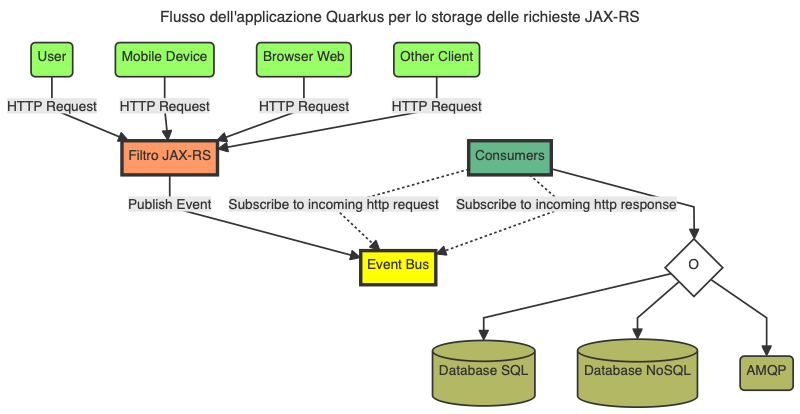 Flusso dell'applicazione Quarkus per lo storage delle richieste JAX-RS
User
Mobile Device
Browser Web
Other Client
HTTP Request
HTTP Request
HTTP Request
HTTP Request
Filtro JAX-RS
Consumers
Publish Event
Subscribe to incoming http request
Subscribe to incoming http response
Event Bus
O
Database SQL
Database NoSQL
AMQP